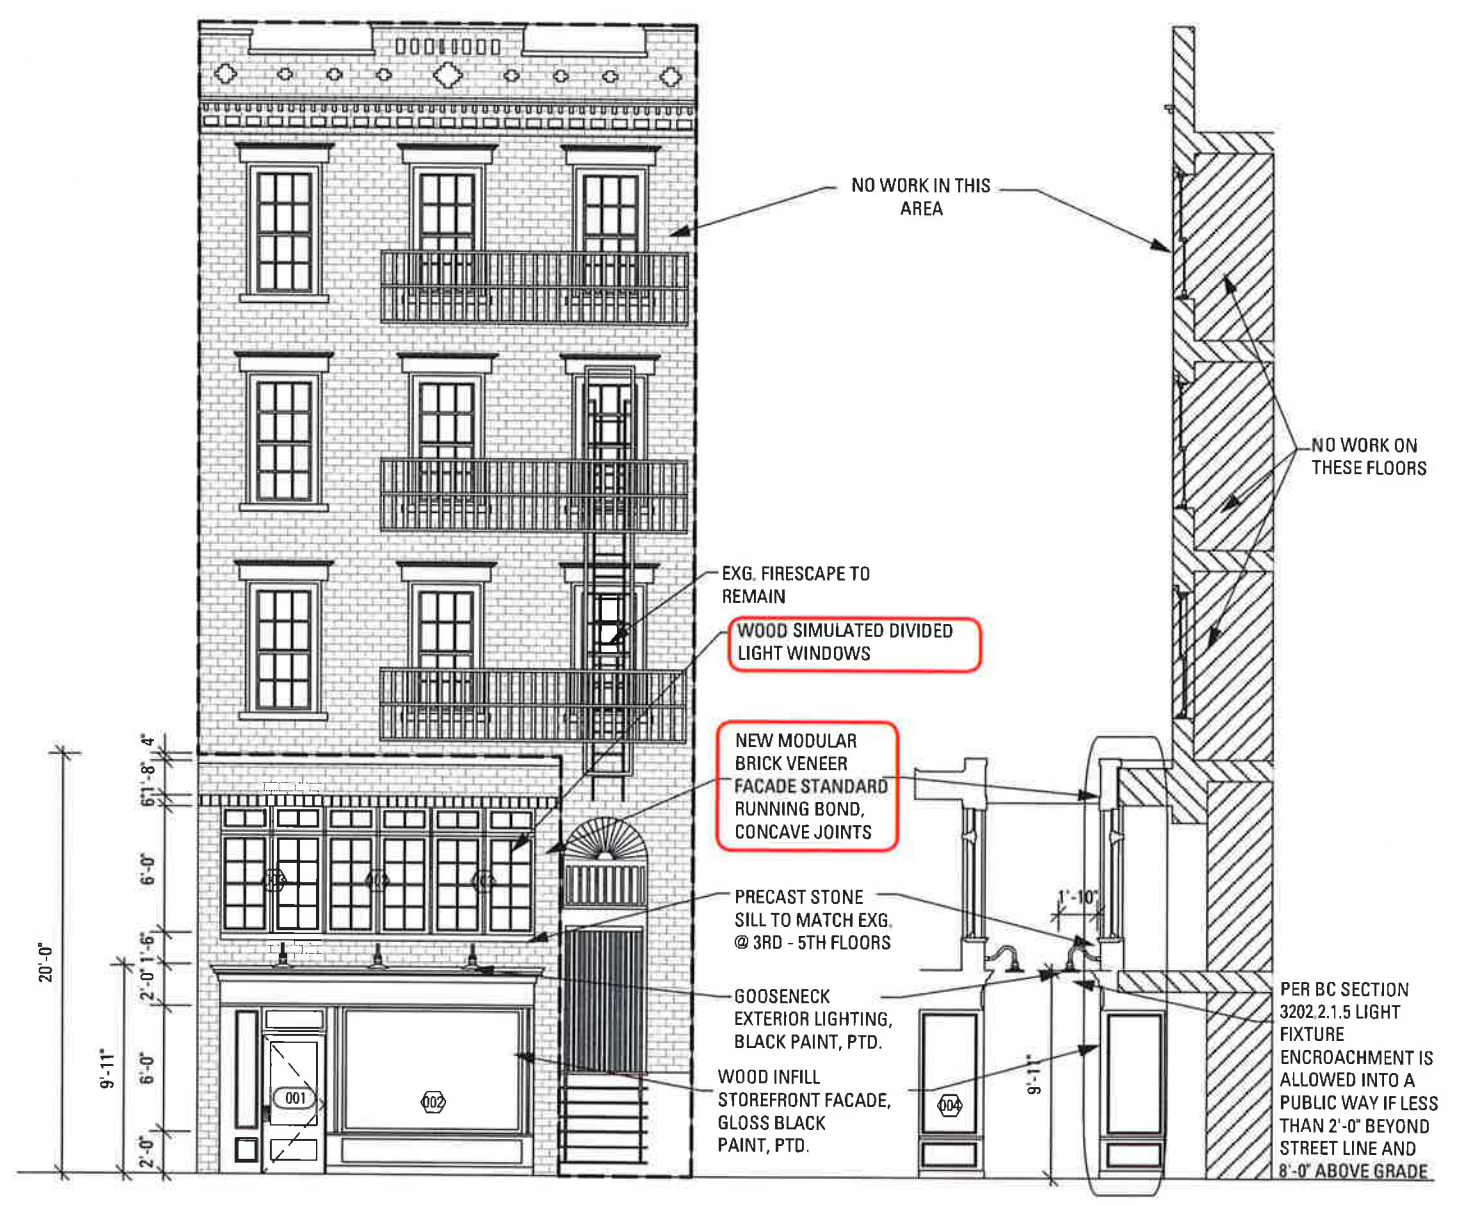 NO WORK IN THIS
AREA
NO WORK ON
THESE FLOORS
EXG. FIRESCAPE TO
REMAIN
WOOD SIMULATED DIVIDED
LIGHT WINDOWS
NEW MODULAR
BRICK VENEER
FACADE STANDARD
RUNNING BOND,
CONCAVE JOINTS
PRECAST STONE
SILL TO MATCH EXG.
@ 3RD - 5TH FLOORS
GOOSENECK
EXTERIOR LIGHTING,
BLACK PAINT, PTD.
WOOD INFILL
STOREFRONT FACADE,
GLOSS BLACK
PAINT, PTD.
PER BC SECTION
3202.2.1.5 LIGHT
FIXTURE
ENCROACHMENT IS
ALLOWED INTO A
PUBLIC WAY IF LESS
THAN 2'-0" BEYOND
STREET LINE AND
8'-0" ABOVE GRADE
4"
1'-8"
6"
6'-0"
1'-6"
2'-0"
6'-0"
2'-0"
20'-0"
9'-11"
001
002
1'-10"
9'-11"
004